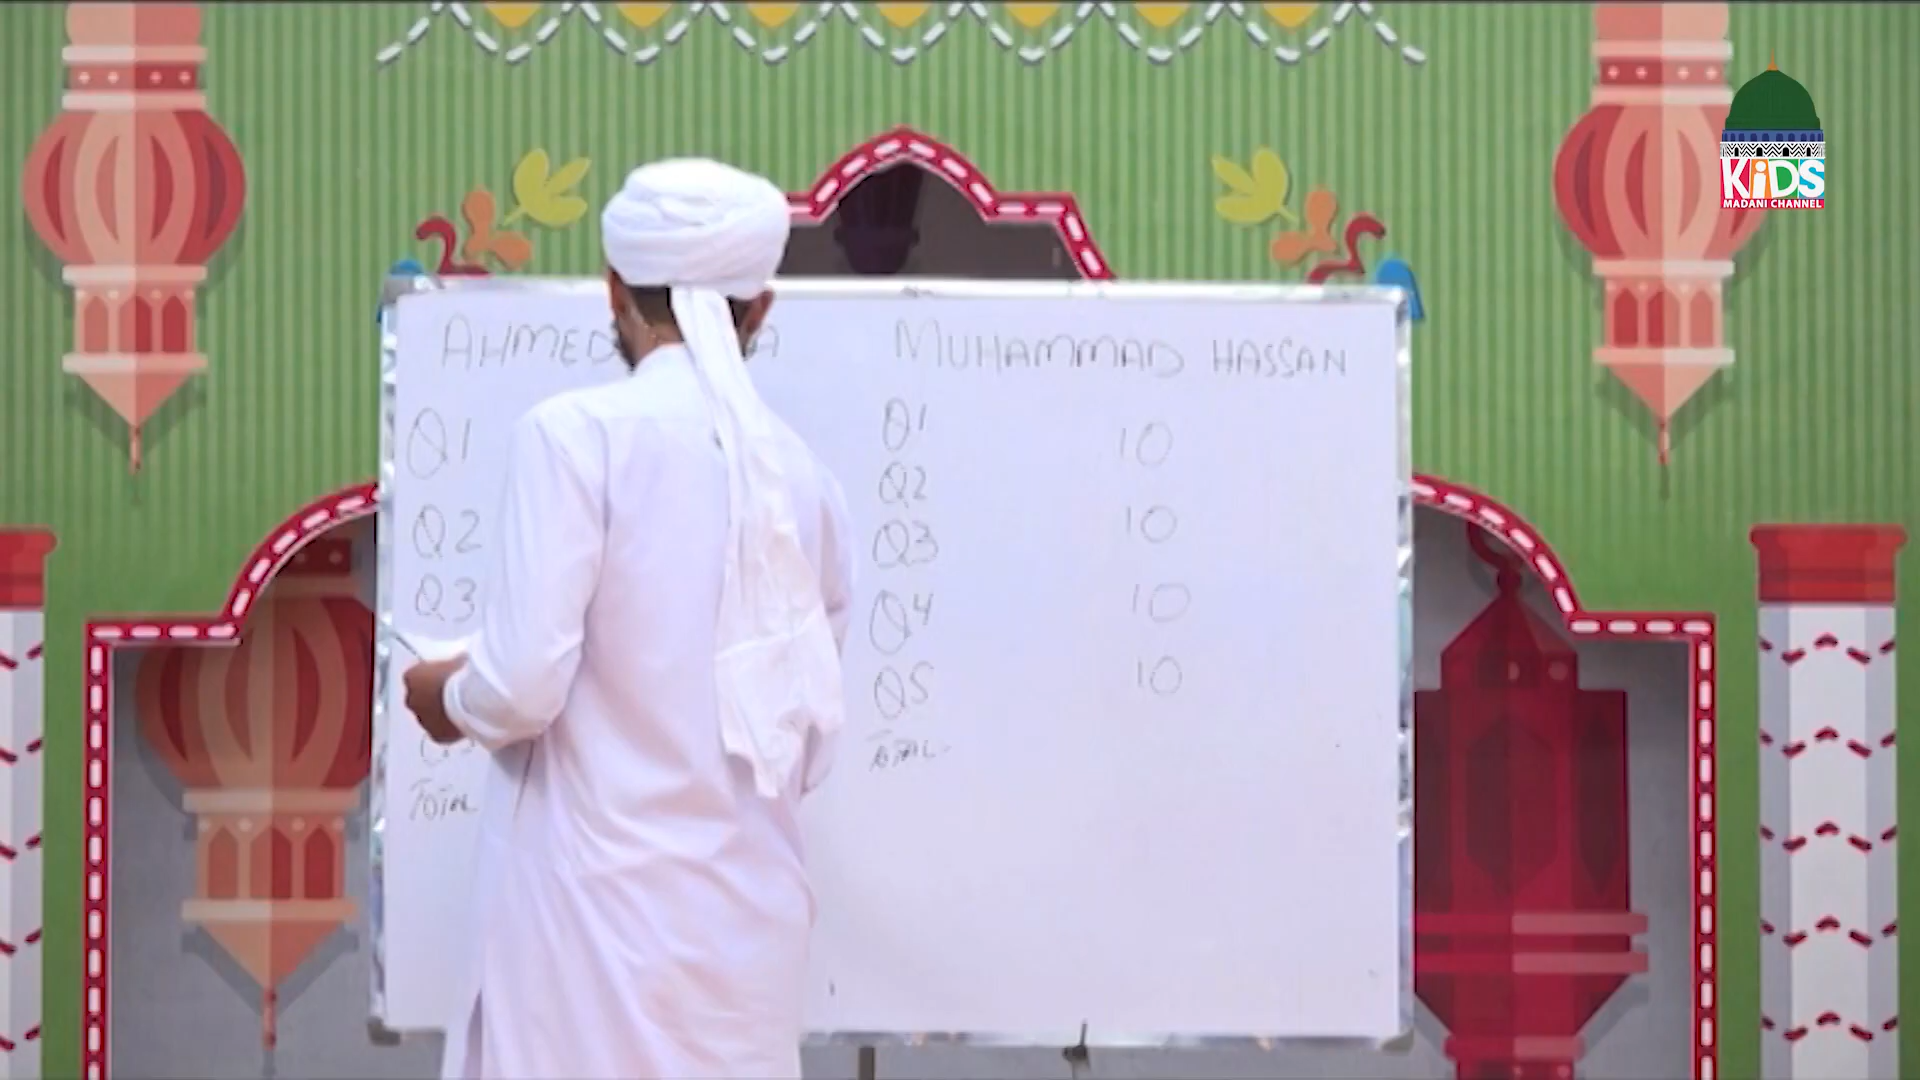 KiDS
MADANI CHANNEL
AHMED
MUHAMMAD HASSAN
Q1
Q2
Q3
TOTAL
Q1 10
Q2
Q3 10
Q4 10
Q5 10
TOTAL